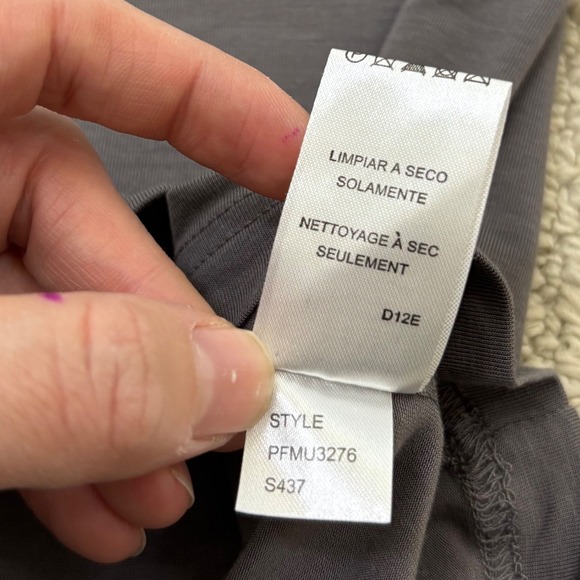 LIMPIAR A SECO
SOLAMENTE
NETTOYAGE À SEC
SEULEMENT
D12E
STYLE
PFMU3276
S437